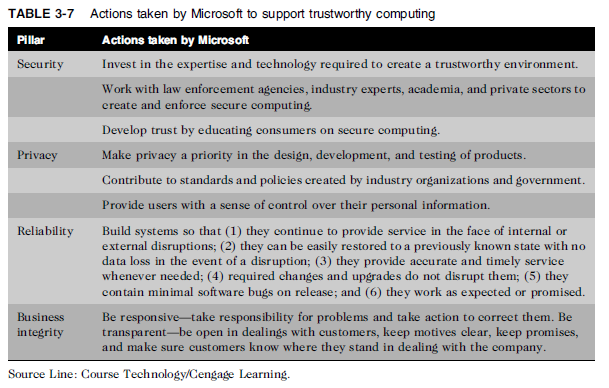 TABLE 3-7 Actions taken by Microsoft to support trustworthy computing
Pillar Actions taken by Microsoft
Security Invest in the expertise and technology required to create a trustworthy environment.
Work with law enforcement agencies, industry experts, academia, and private sectors to
create and enforce secure computing.
Develop trust by educating consumers on secure computing.
Privacy Make privacy a priority in the design, development, and testing of products.
Contribute to standards and policies created by industry organizations and government.
Provide users with a sense of control over their personal information.
Reliability Build systems so that (1) they continue to provide service in the face of internal or
external disruptions; (2) they can be easily restored to a previously known state with no
data loss in the event of a disruption; (3) they provide accurate and timely service
whenever needed; (4) required changes and upgrades do not disrupt them; (5) they
contain minimal software bugs on release; and (6) they work as expected or promised.
Business Be responsive—take responsibility for problems and take action to correct them. Be
integrity transparent—be open in dealings with customers, keep motives clear, keep promises,
and make sure customers know where they stand in dealing with the company.
Source Line: Course Technology/Cengage Learning.